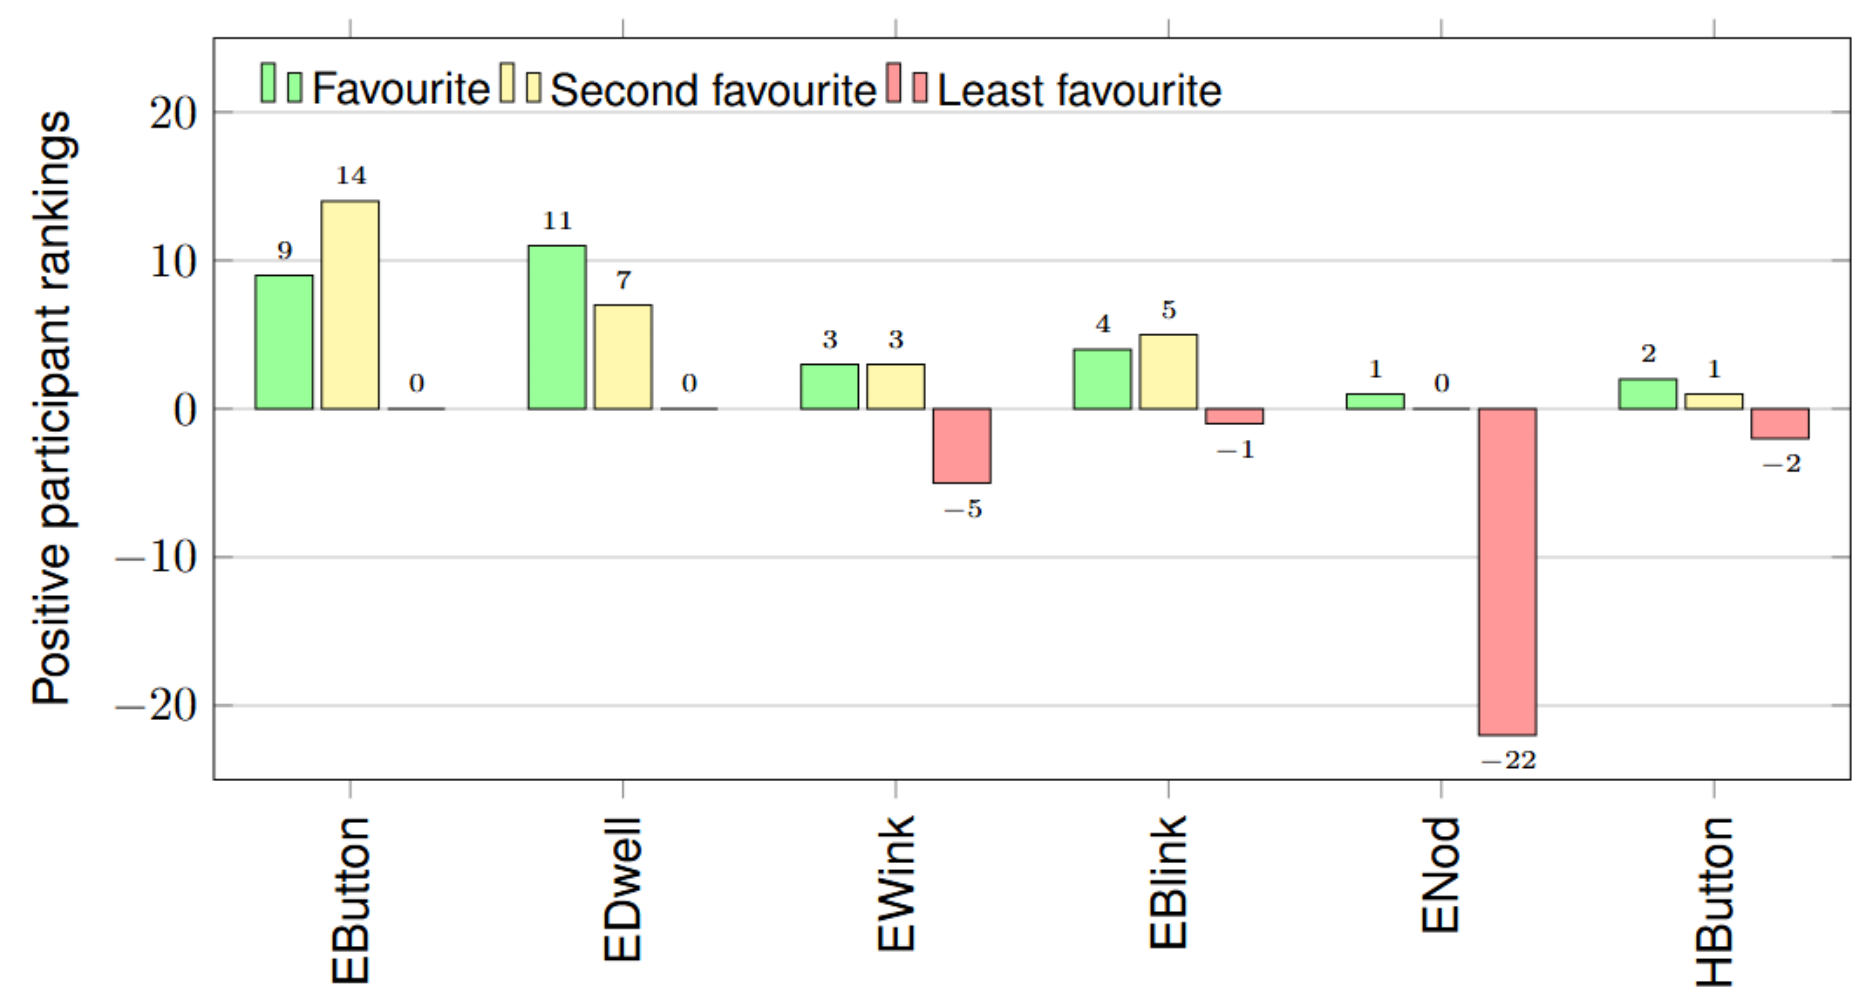 Favourite Second favourite Least favourite
Positive participant rankings
20
10
0
−10
−20
9
14
0
11
7
0
3
3
−5
4
5
−1
1
0
−22
2
1
−2
EButton
EDwell
EWink
EBlink
ENod
HButton